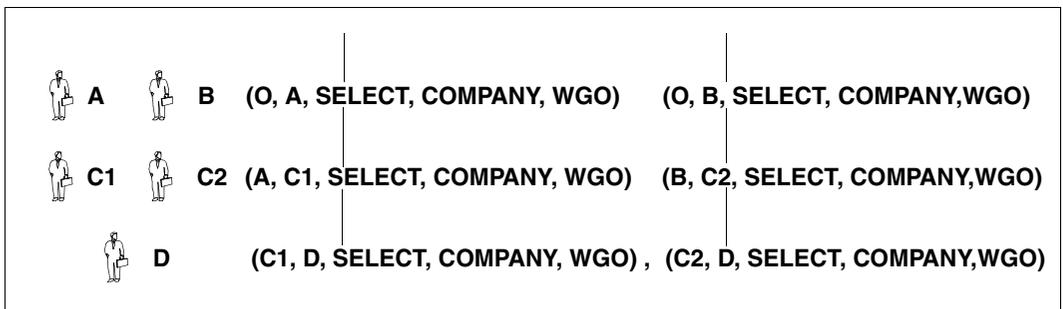 A B (O, A, SELECT, COMPANY, WGO) (O, B, SELECT, COMPANY,WGO)
C1 C2 (A, C1, SELECT, COMPANY, WGO) (B, C2, SELECT, COMPANY,WGO)
D (C1, D, SELECT, COMPANY, WGO) , (C2, D, SELECT, COMPANY,WGO)